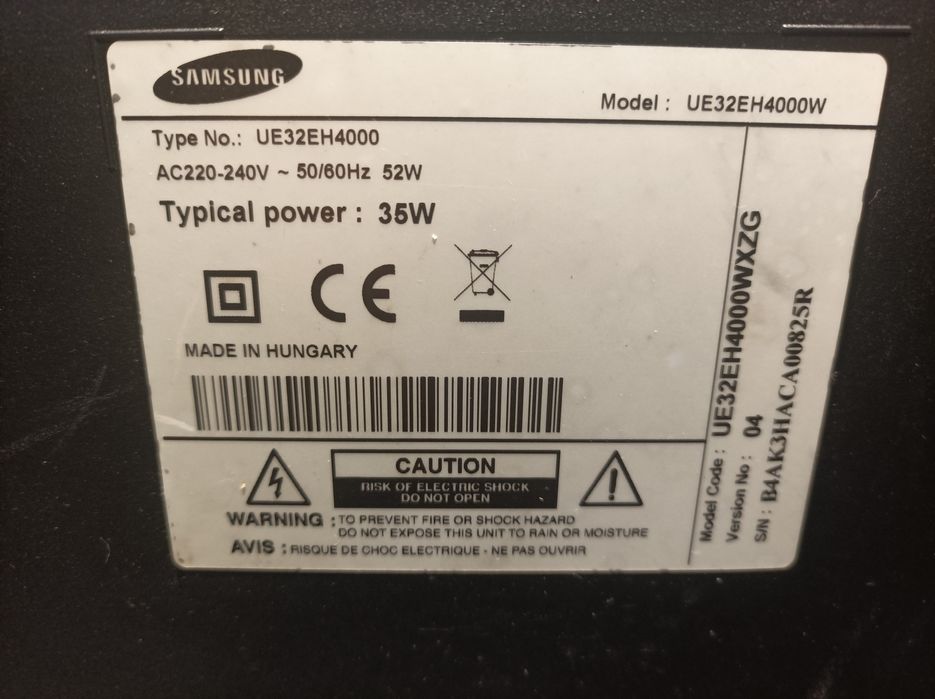 SAMSUNG
Model : UE32EH4000W
Type No.: UE32EH4000
AC220-240V ~ 50/60Hz 52W
Typical power : 35W
CE
MADE IN HUNGARY
CAUTION
RISK OF ELECTRIC SHOCK
DO NOT OPEN
WARNING : TO PREVENT FIRE OR SHOCK HAZARD
DO NOT EXPOSE THIS UNIT TO RAIN OR MOISTURE
AVIS : RISQUE DE CHOC ELECTRIQUE - NE PAS OUVRIR
Model Code : UE32EH4000WXZG
Version No : 04
S/N : B4AK3HACA00825R